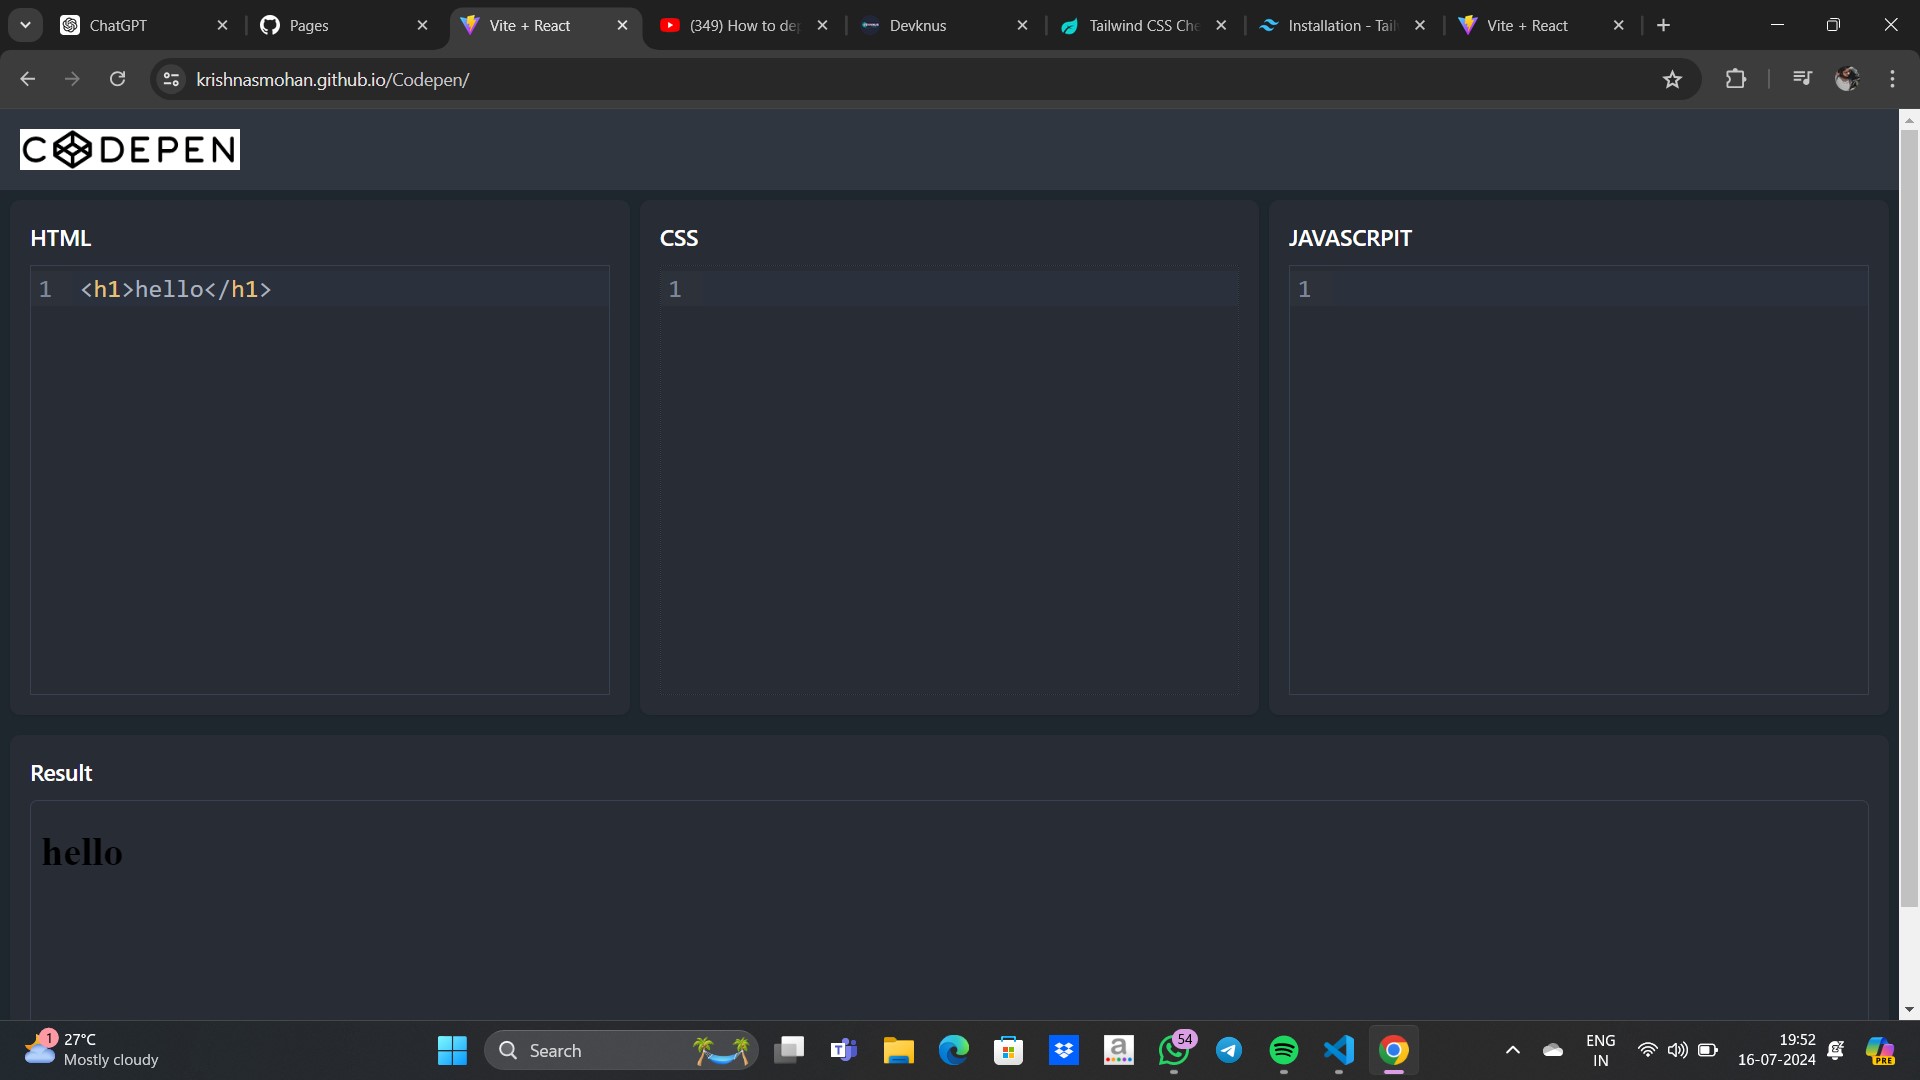 ChatGPT
Pages
Vite + React
(349) How to de
Devknus
Tailwind CSS Che
Installation - Tail
Vite + React
krishnasmohan.github.io/Codepen/
CODEPEN
HTML
CSS
JAVASCRPIT
1 <h1>hello</h1>
1
1
Result
hello
1
27°C
Mostly cloudy
Search
T
a
54
ENG
IN
19:52
16-07-2024
PRE